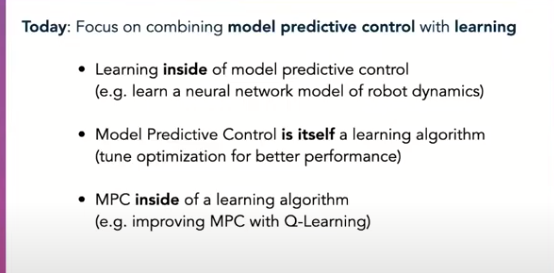 Today: Focus on combining model predictive control with learning
• Learning inside of model predictive control
(e.g. learn a neural network model of robot dynamics)
• Model Predictive Control is itself a learning algorithm
(tune optimization for better performance)
• MPC inside of a learning algorithm
(e.g. improving MPC with Q-Learning)